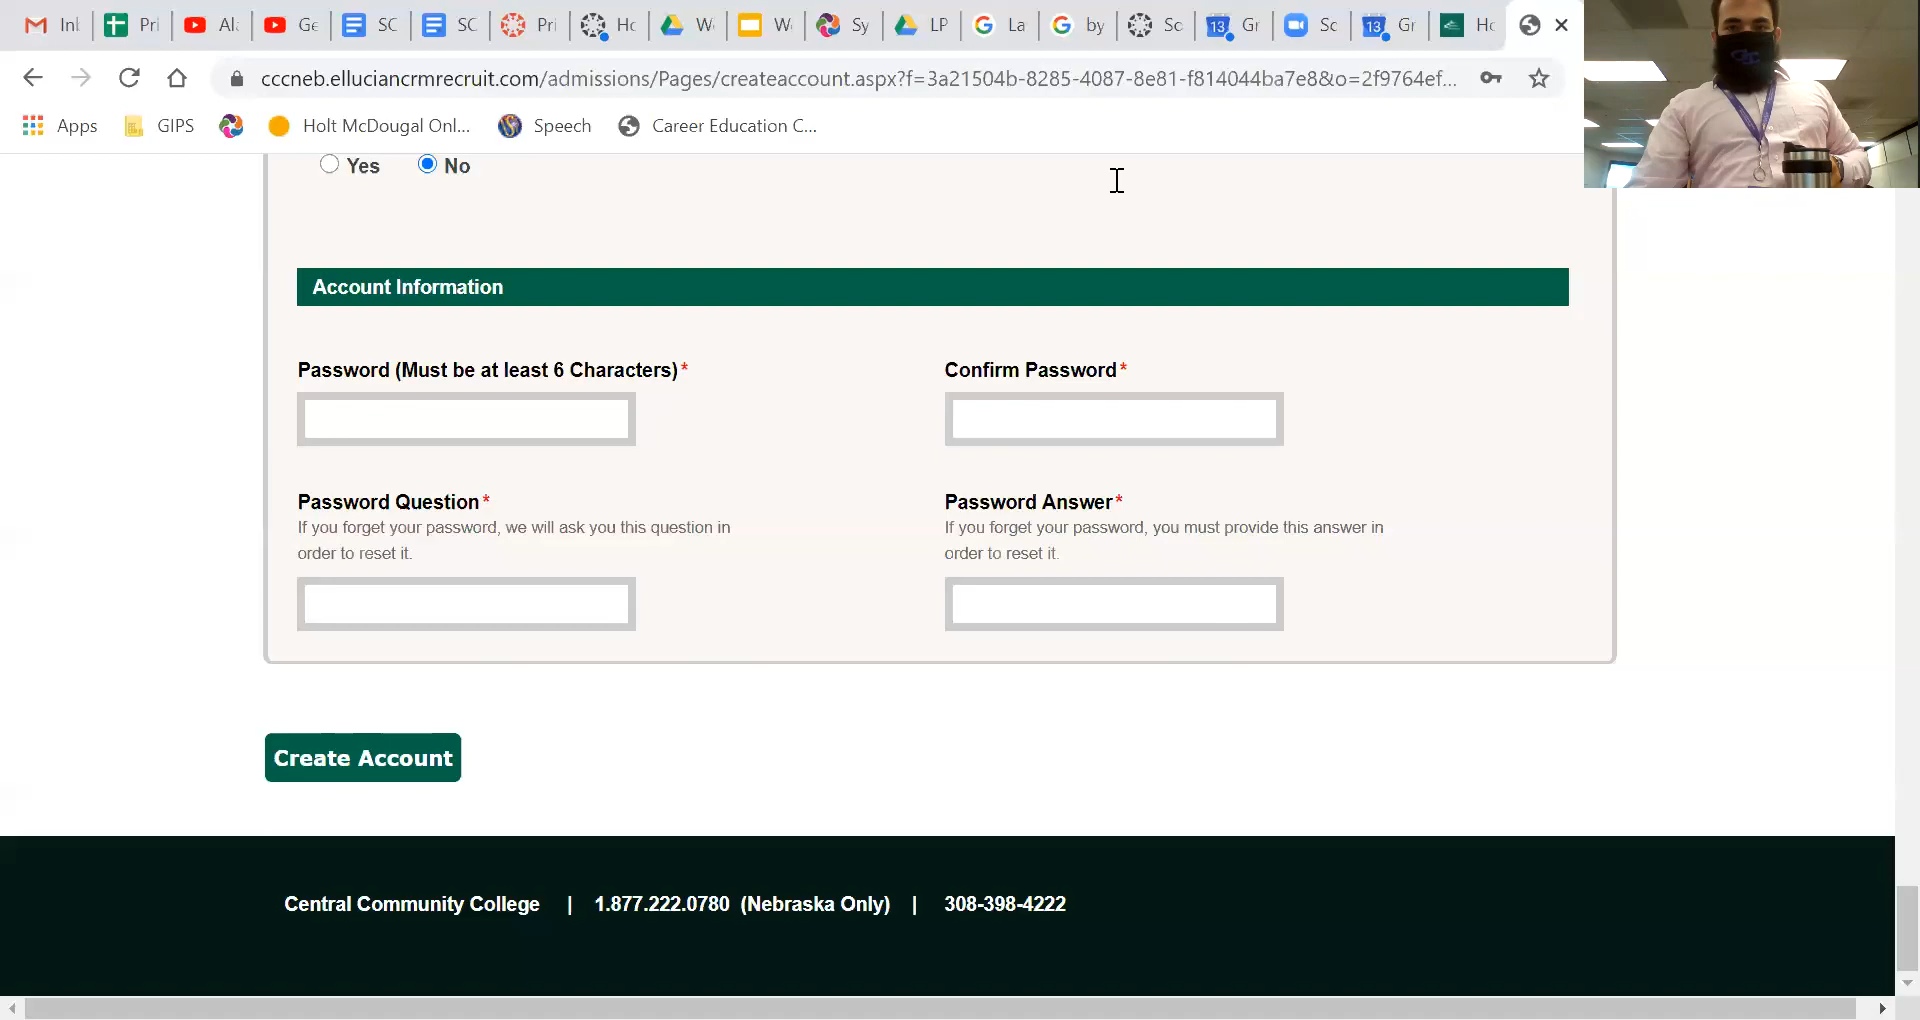 Inl
Pri
Ala
Ge
SC
SC
Pri
Ho
W
W
Sy
LP
La
by
Sc
13
Gr
Sc
13
Gr
Ho
cccneb.elluciancrmrecruit.com/admissions/Pages/createaccount.aspx?f=3a21504b-8285-4087-8e81-f814044ba7e8&o=2f9764ef...
Apps
GIPS
Holt McDougal Onl...
Speech
Career Education C...
Yes
No
Account Information
Password (Must be at least 6 Characters)*
Confirm Password*
Password Question*
If you forget your password, we will ask you this question in
order to reset it.
Password Answer*
If you forget your password, you must provide this answer in
order to reset it.
Create Account
Central Community College | 1.877.222.0780 (Nebraska Only) | 308-398-4222